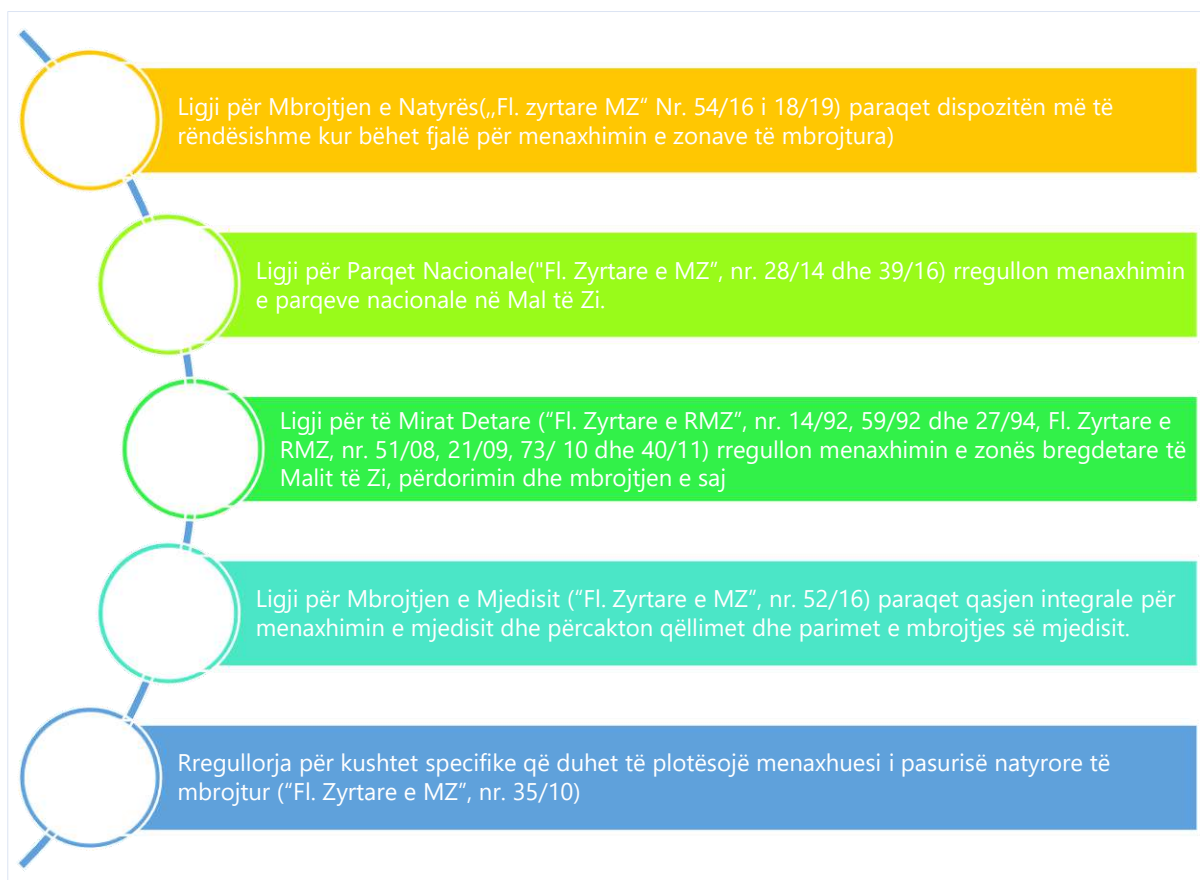 Ligji për Mbrojtjen e Natyrës(,,Fl. zyrtare MZ“ Nr. 54/16 i 18/19) paraqet dispozitën më të
rëndësishme kur bëhet fjalë për menaxhimin e zonave të mbrojtura)
Ligji për Parqet Nacionale("Fl. Zyrtare e MZ“, nr. 28/14 dhe 39/16) rregullon menaxhimin
e parqeve nacionale në Mal të Zi.
Ligji për të Mirat Detare (“Fl. Zyrtare e RMZ“, nr. 14/92, 59/92 dhe 27/94, Fl. Zyrtare e
RMZ, nr. 51/08, 21/09, 73/ 10 dhe 40/11) rregullon menaxhimin e zonës bregdetare të
Malit të Zi, përdorimin dhe mbrojtjen e saj
Ligji për Mbrojtjen e Mjedisit (“Fl. Zyrtare e MZ“, nr. 52/16) paraqet qasjen integrale për
menaxhimin e mjedisit dhe përcakton qëllimet dhe parimet e mbrojtjes së mjedisit.
Rregullorja për kushtet specifike që duhet të plotësojë menaxhuesi i pasurisë natyrore të
mbrojtur (“Fl. Zyrtare e MZ“, nr. 35/10)